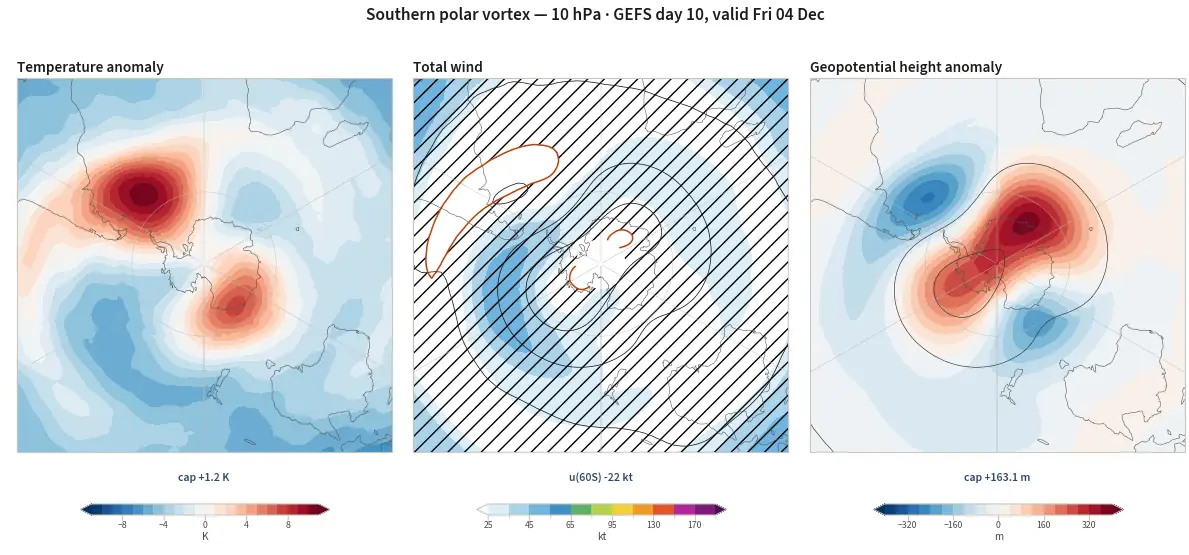 Southern polar vortex — 10 hPa · GEFS day 10, valid Fri 04 Dec
Temperature anomaly
Total wind
Geopotential height anomaly
cap +1.2 K
u(60S) -22 kt
cap +163.1 m
−8 −4 0 4 8
K
25 45 65 95 130 170
kt
−320 −160 0 160 320
m